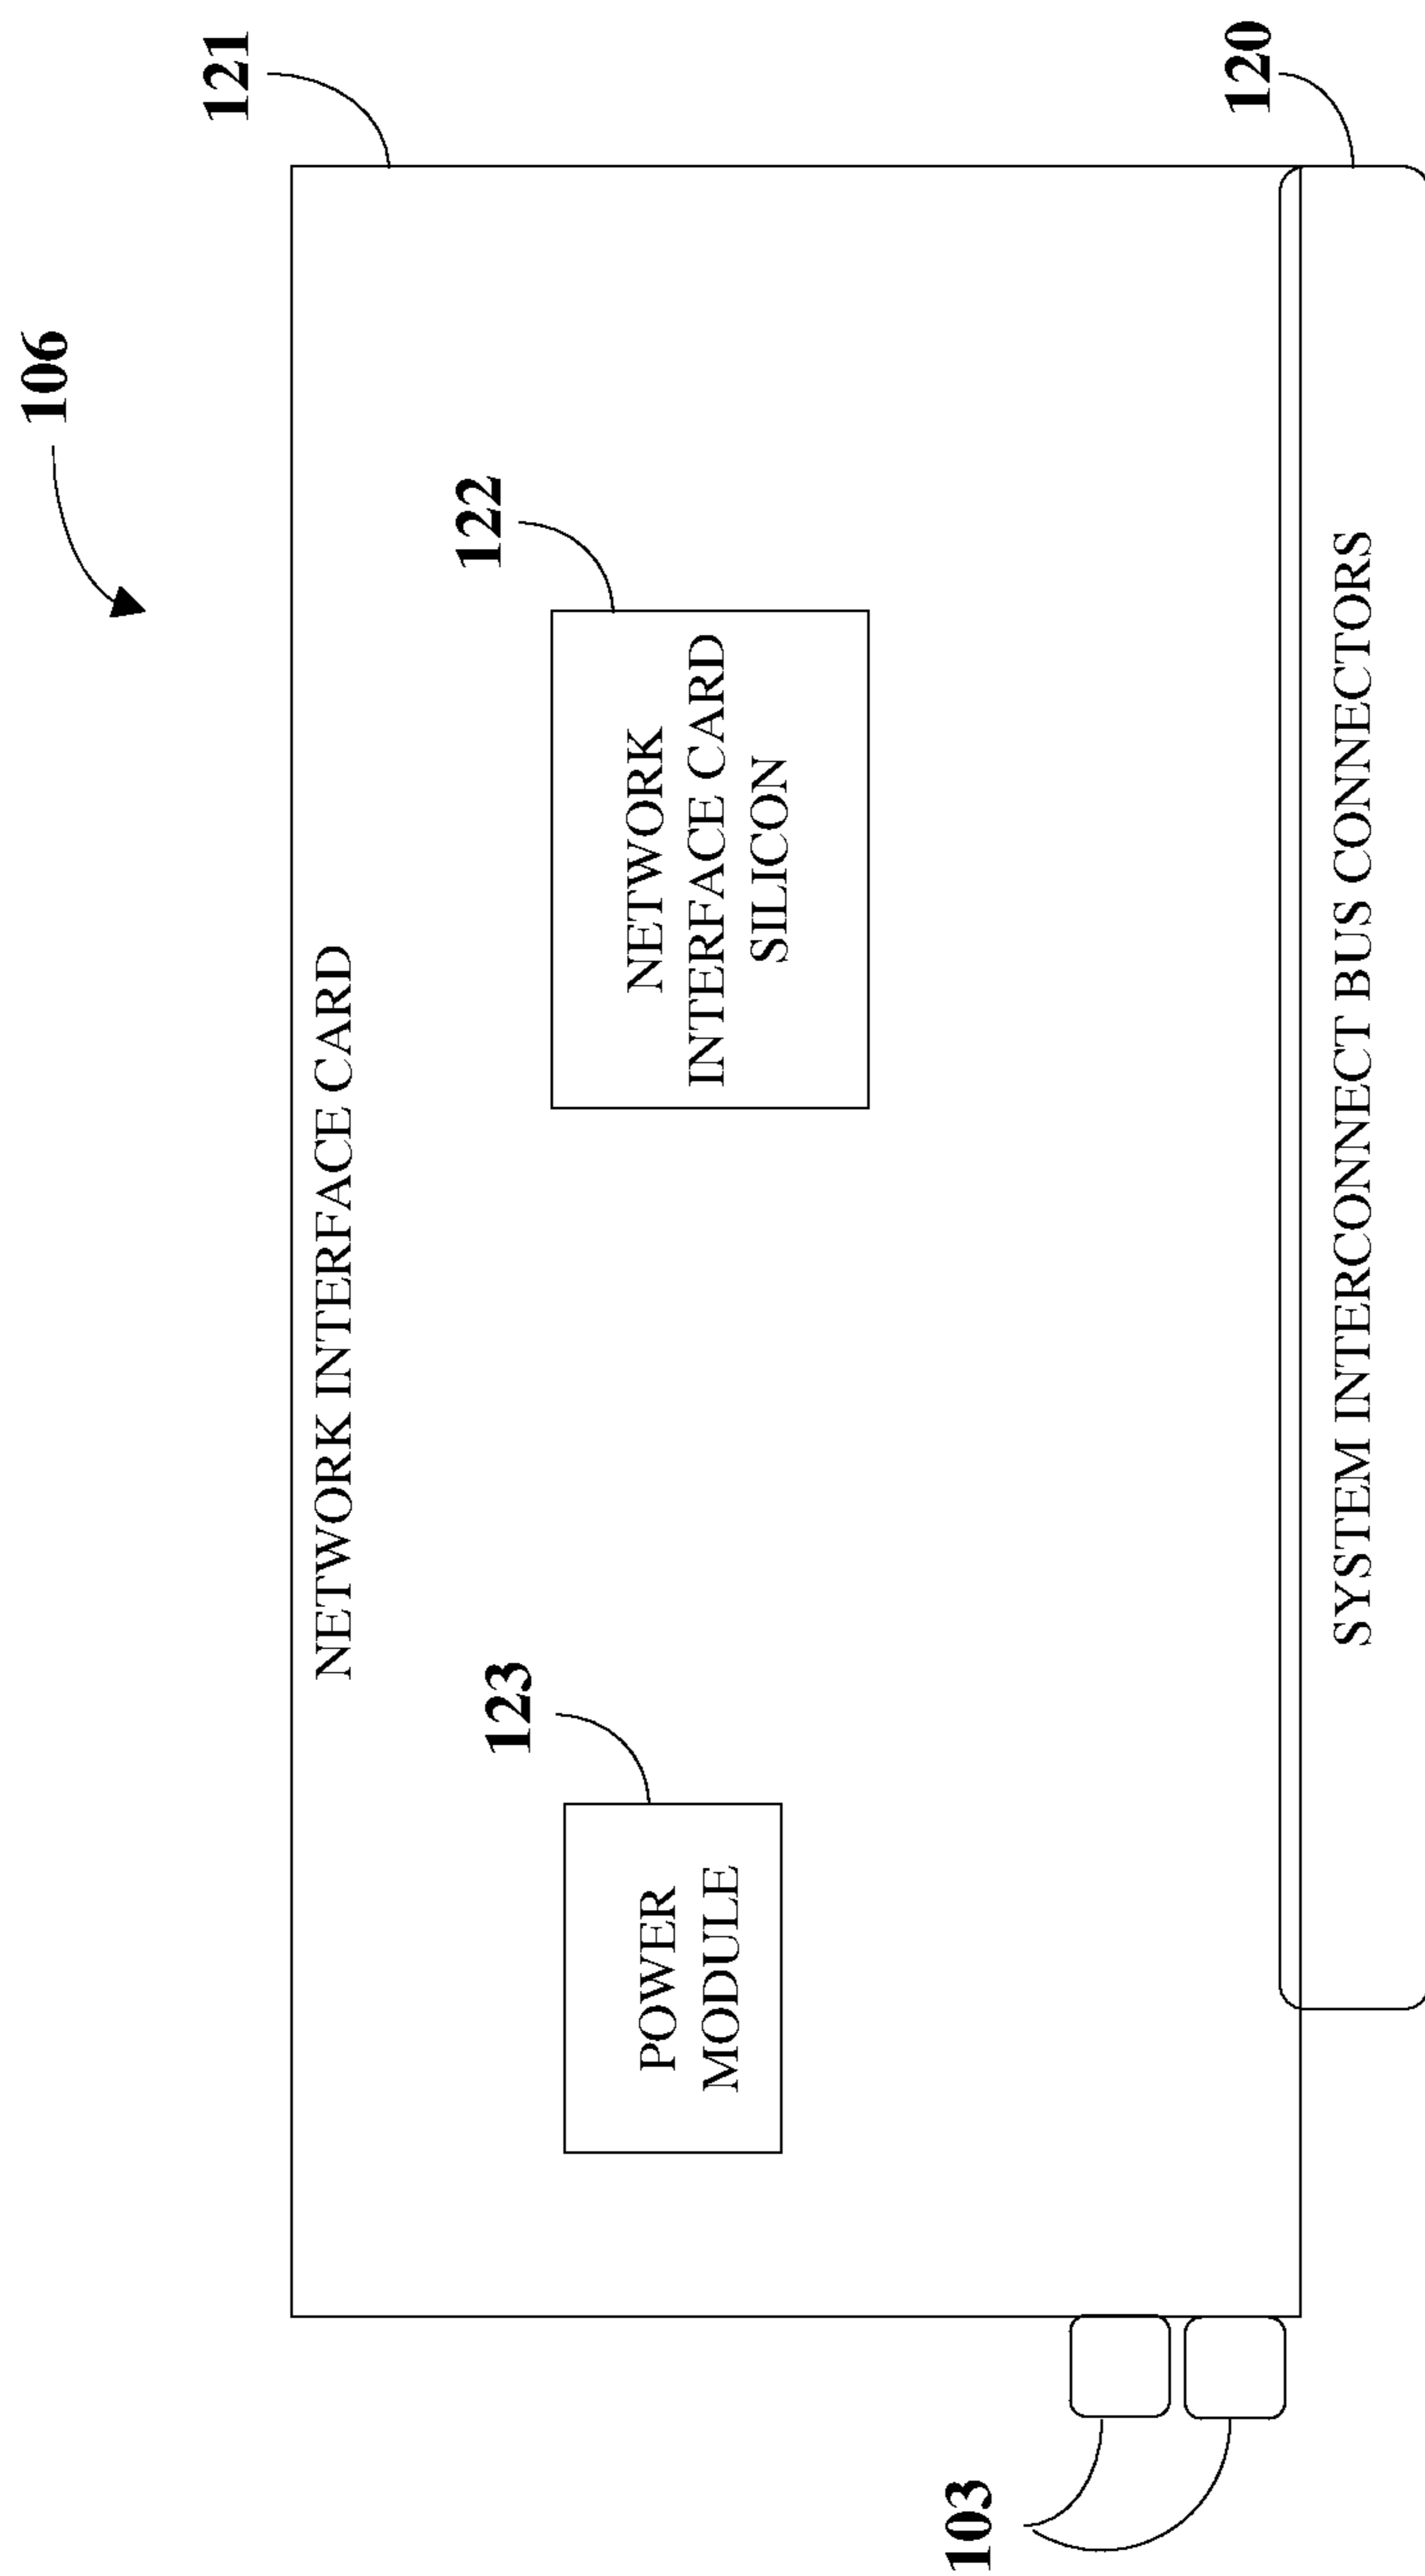 106
121
NETWORK INTERFACE CARD
123
122
POWER
MODULE
NETWORK
INTERFACE CARD
SILICON
103
120
SYSTEM INTERCONNECT BUS CONNECTORS